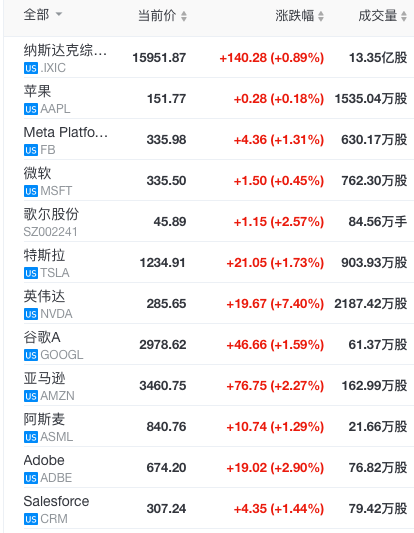 全部 当前价 涨跌幅 成交量
纳斯达克综... 15951.87 +140.28 (+0.89%) 13.35亿股
US .IXIC
苹果 151.77 +0.28 (+0.18%) 1535.04万股
US AAPL
Meta Platfo... 335.98 +4.36 (+1.31%) 630.17万股
US FB
微软 335.50 +1.50 (+0.45%) 762.30万股
US MSFT
歌尔股份 45.89 +1.15 (+2.57%) 84.56万手
SZ002241
特斯拉 1234.91 +21.05 (+1.73%) 903.93万股
US TSLA
英伟达 285.65 +19.67 (+7.40%) 2187.42万股
US NVDA
谷歌A 2978.62 +46.66 (+1.59%) 61.37万股
US GOOGL
亚马逊 3460.75 +76.75 (+2.27%) 162.99万股
US AMZN
阿斯麦 840.76 +10.74 (+1.29%) 21.66万股
US ASML
Adobe 674.20 +19.02 (+2.90%) 76.82万股
US ADBE
Salesforce 307.24 +4.35 (+1.44%) 79.42万股
US CRM